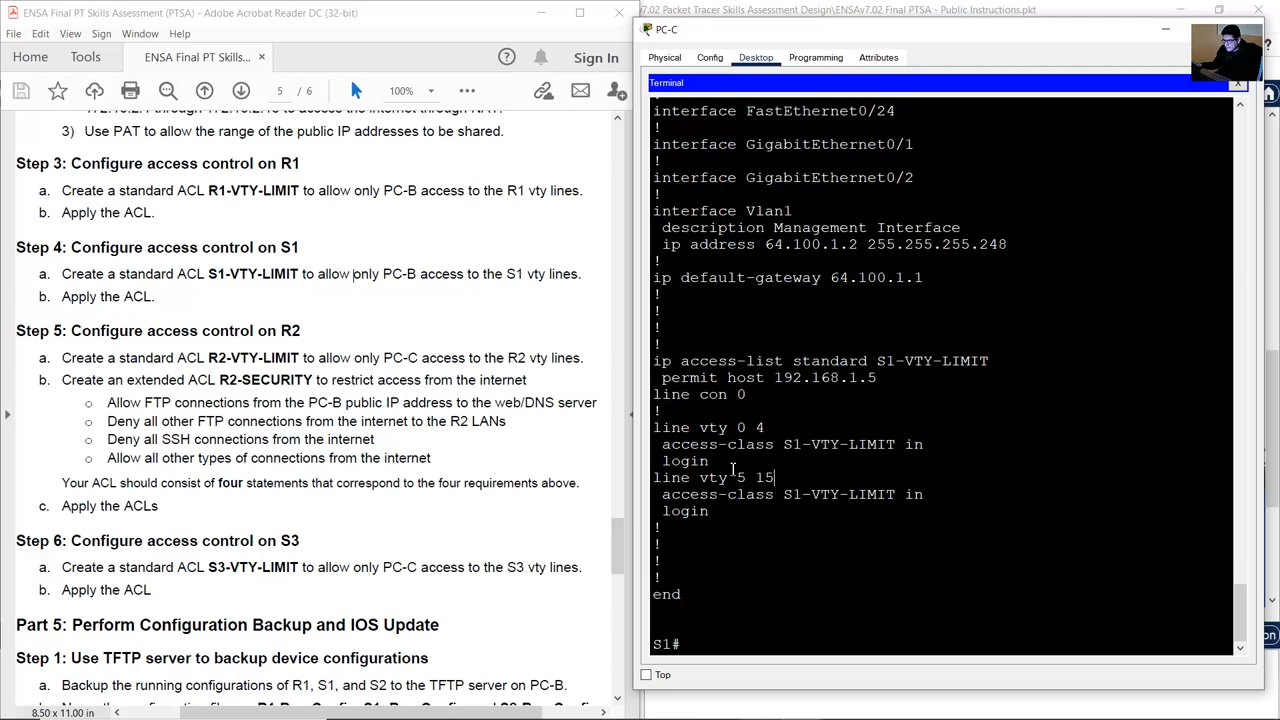 ENSA Final PT Skills Assessment (PTSA) - Adobe Acrobat Reader DC (32-bit)
File Edit View Sign Window Help
Home Tools ENSA Final PT Skills... Sign In
5 / 6 100%
3) Use PAT to allow the range of the public IP addresses to be shared.
Step 3: Configure access control on R1
a. Create a standard ACL R1-VTY-LIMIT to allow only PC-B access to the R1 vty lines.
b. Apply the ACL.
Step 4: Configure access control on S1
a. Create a standard ACL S1-VTY-LIMIT to allow only PC-B access to the S1 vty lines.
b. Apply the ACL.
Step 5: Configure access control on R2
a. Create a standard ACL R2-VTY-LIMIT to allow only PC-C access to the R2 vty lines.
b. Create an extended ACL R2-SECURITY to restrict access from the internet
o Allow FTP connections from the PC-B public IP address to the web/DNS server
o Deny all other FTP connections from the internet to the R2 LANs
o Deny all SSH connections from the internet
o Allow all other types of connections from the internet
Your ACL should consist of four statements that correspond to the four requirements above.
c. Apply the ACLs
Step 6: Configure access control on S3
a. Create a standard ACL S3-VTY-LIMIT to allow only PC-C access to the S3 vty lines.
b. Apply the ACL
Part 5: Perform Configuration Backup and IOS Update
Step 1: Use TFTP server to backup device configurations
a. Backup the running configurations of R1, S1, and S2 to the TFTP server on PC-B.
8.50 x 11.00 in
v7.02 Packet Tracer Skills Assessment Design\ENSAv7.02 Final PTSA - Public Instructions.pkt
PC-C
Physical Config Desktop Programming Attributes
Terminal X
!
interface FastEthernet0/24
!
interface GigabitEthernet0/1
!
interface GigabitEthernet0/2
!
interface Vlan1
description Management Interface
ip address 64.100.1.2 255.255.255.248
!
ip default-gateway 64.100.1.1
!
!
!
!
ip access-list standard S1-VTY-LIMIT
permit host 192.168.1.5
line con 0
!
line vty 0 4
access-class S1-VTY-LIMIT in
login
line vty 5 15
access-class S1-VTY-LIMIT in
login
!
!
!
!
end
S1#
Top